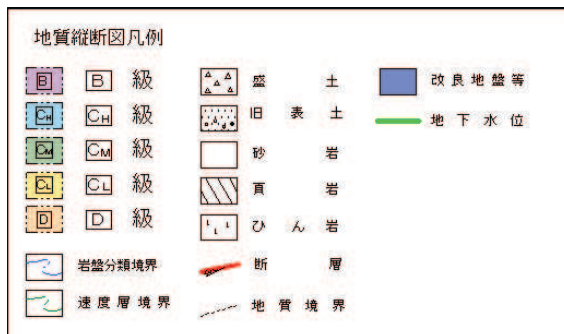 地質縦断図凡例
B B 級
CH CH 級
CM CM 級
CL CL 級
D D 級
岩盤分類境界
速度層境界
盛土
旧表土
砂岩
頁岩
ひん岩
断層
地質境界
改良地盤等
地下水位